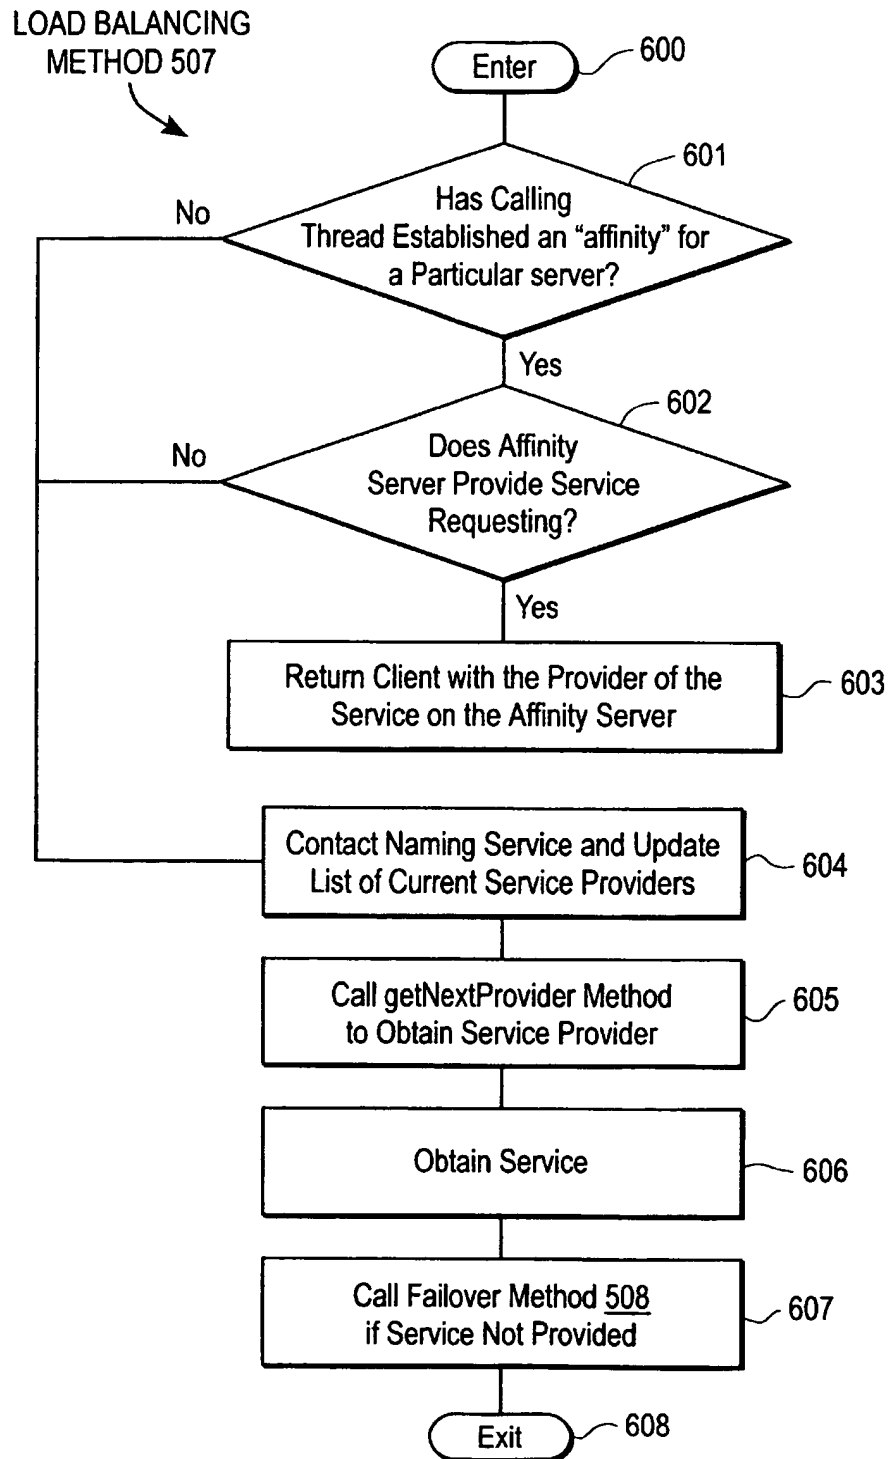 LOAD BALANCING
METHOD 507
Enter
600
601
Has Calling
Thread Established an “affinity” for
a Particular server?
No
Yes
602
Does Affinity
Server Provide Service
Requesting?
No
Yes
Return Client with the Provider of the
Service on the Affinity Server
603
Contact Naming Service and Update
List of Current Service Providers
604
Call getNextProvider Method
to Obtain Service Provider
605
Obtain Service
606
Call Failover Method 508
if Service Not Provided
607
Exit
608